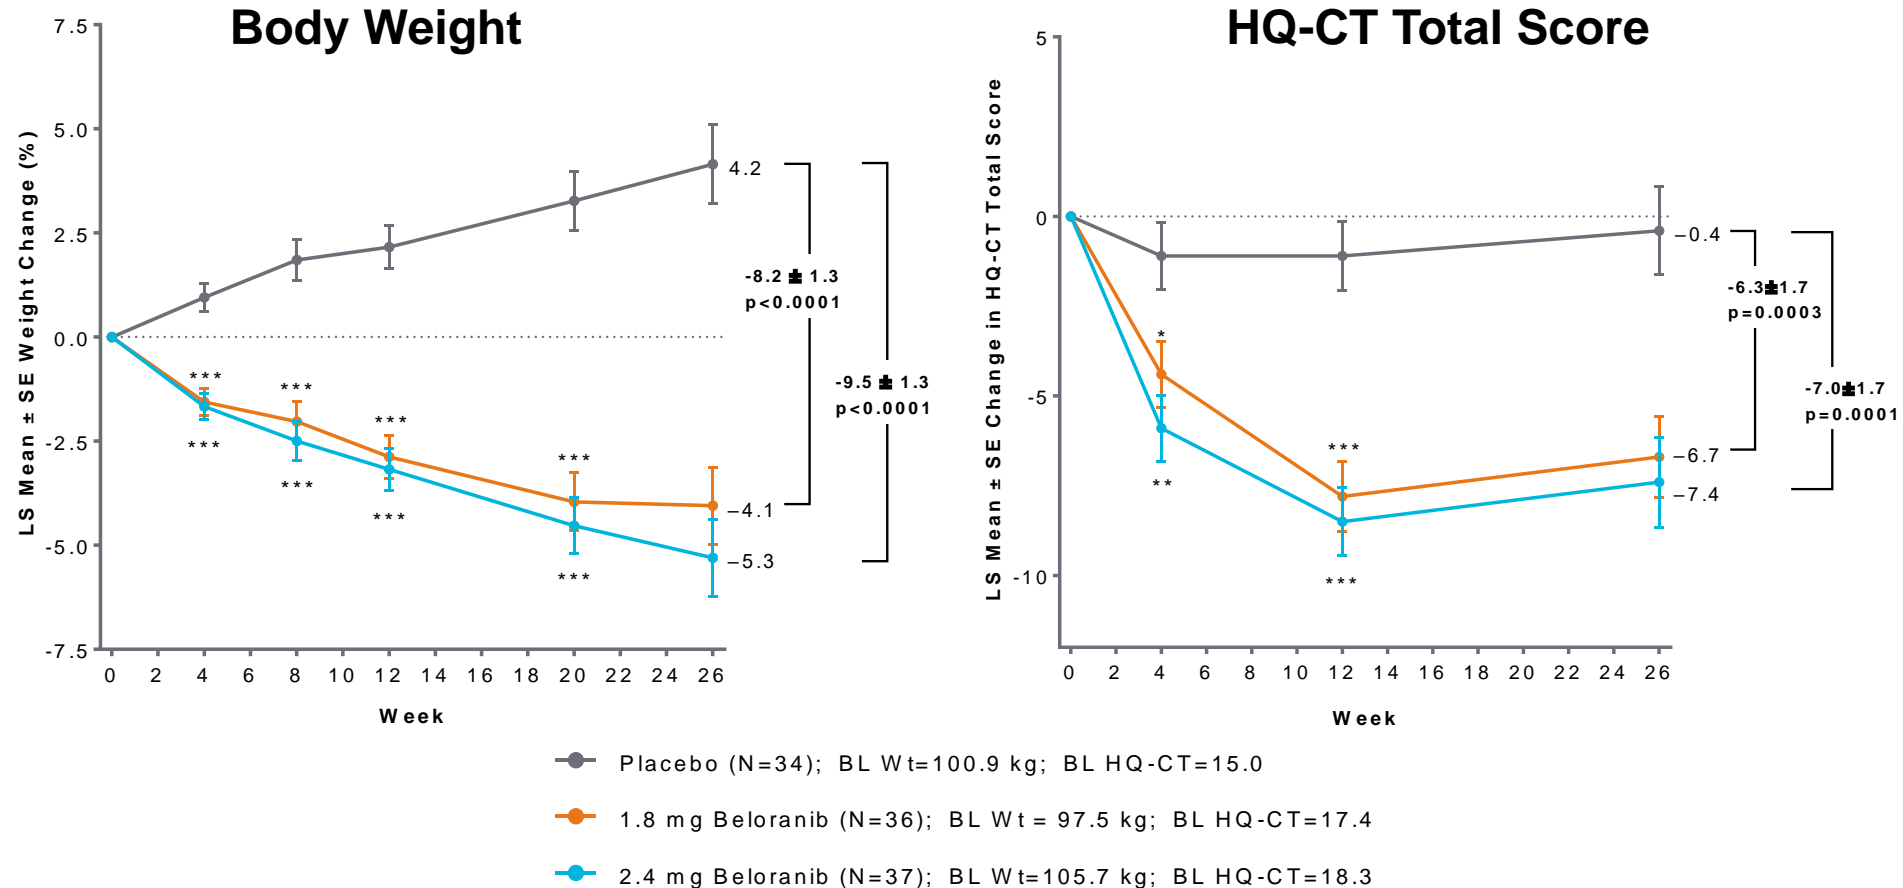 Body Weight
7.5
5.0
2.5
0.0
-2.5
-5.0
-7.5
LS Mean ± SE Weight Change (%)
4.2
-8.2 ± 1.3
p<0.0001
-9.5 ± 1.3
p<0.0001
***
***
***
***
***
***
***
***
–4.1
–5.3
0 2 4 6 8 10 12 14 16 18 20 22 24 26
Week
HQ-CT Total Score
5
0
-5
-10
LS Mean ± SE Change in HQ-CT Total Score
–0.4
-6.3±1.7
p=0.0003
-7.0±1.7
p=0.0001
*
**
***
***
–6.7
–7.4
0 2 4 6 8 10 12 14 16 18 20 22 24 26
Week
Placebo (N=34); BL Wt=100.9 kg; BL HQ-CT=15.0
1.8 mg Beloranib (N=36); BL Wt = 97.5 kg; BL HQ-CT=17.4
2.4 mg Beloranib (N=37); BL Wt=105.7 kg; BL HQ-CT=18.3